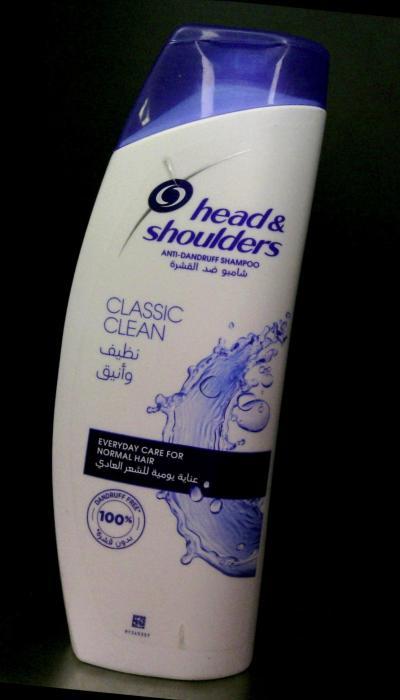 head &
shoulders
ANTI-DANDRUFF SHAMPOO
شامبو ضد القشرة
CLASSIC
CLEAN
نظيف
وأنيق
EVERYDAY CARE FOR
NORMAL HAIR
عناية يومية للشعر العادي
DANDRUFF FREE*
100%
بدون قشرة*